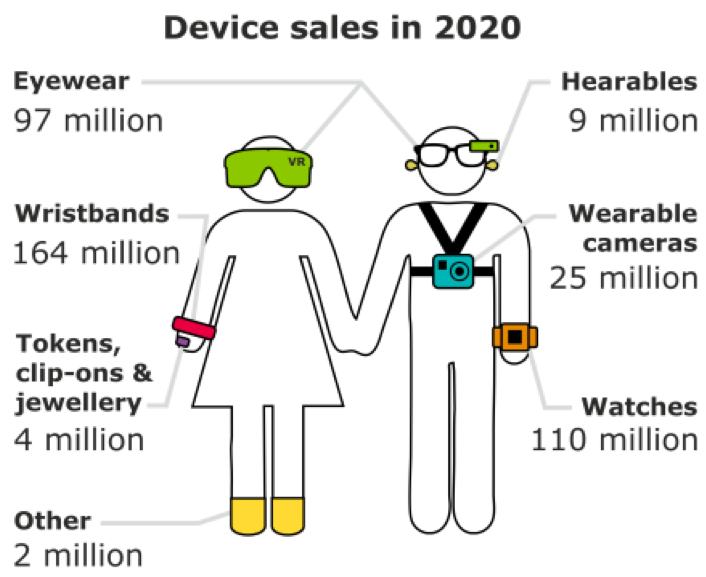 Device sales in 2020
Eyewear
97 million
Hearables
9 million
VR
Wristbands
164 million
Wearable
cameras
25 million
Tokens,
clip-ons &
jewellery
4 million
Watches
110 million
Other
2 million